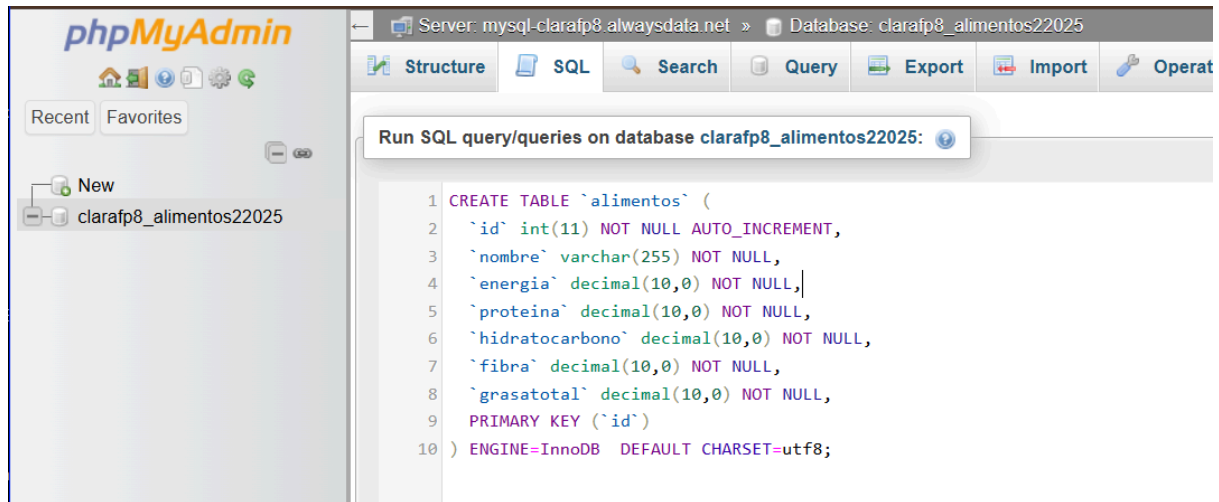 phpMyAdmin
Recent Favorites
New
clarafp8_alimentos22025
Server: mysql-clarafp8.alwaysdata.net » Database: clarafp8_alimentos22025
Structure SQL Search Query Export Import Operat
Run SQL query/queries on database clarafp8_alimentos22025:
1 CREATE TABLE `alimentos` (
2 `id` int(11) NOT NULL AUTO_INCREMENT,
3 `nombre` varchar(255) NOT NULL,
4 `energia` decimal(10,0) NOT NULL,
5 `proteina` decimal(10,0) NOT NULL,
6 `hidratocarbono` decimal(10,0) NOT NULL,
7 `fibra` decimal(10,0) NOT NULL,
8 `grasatotal` decimal(10,0) NOT NULL,
9 PRIMARY KEY (`id`)
10 ) ENGINE=InnoDB  DEFAULT CHARSET=utf8;